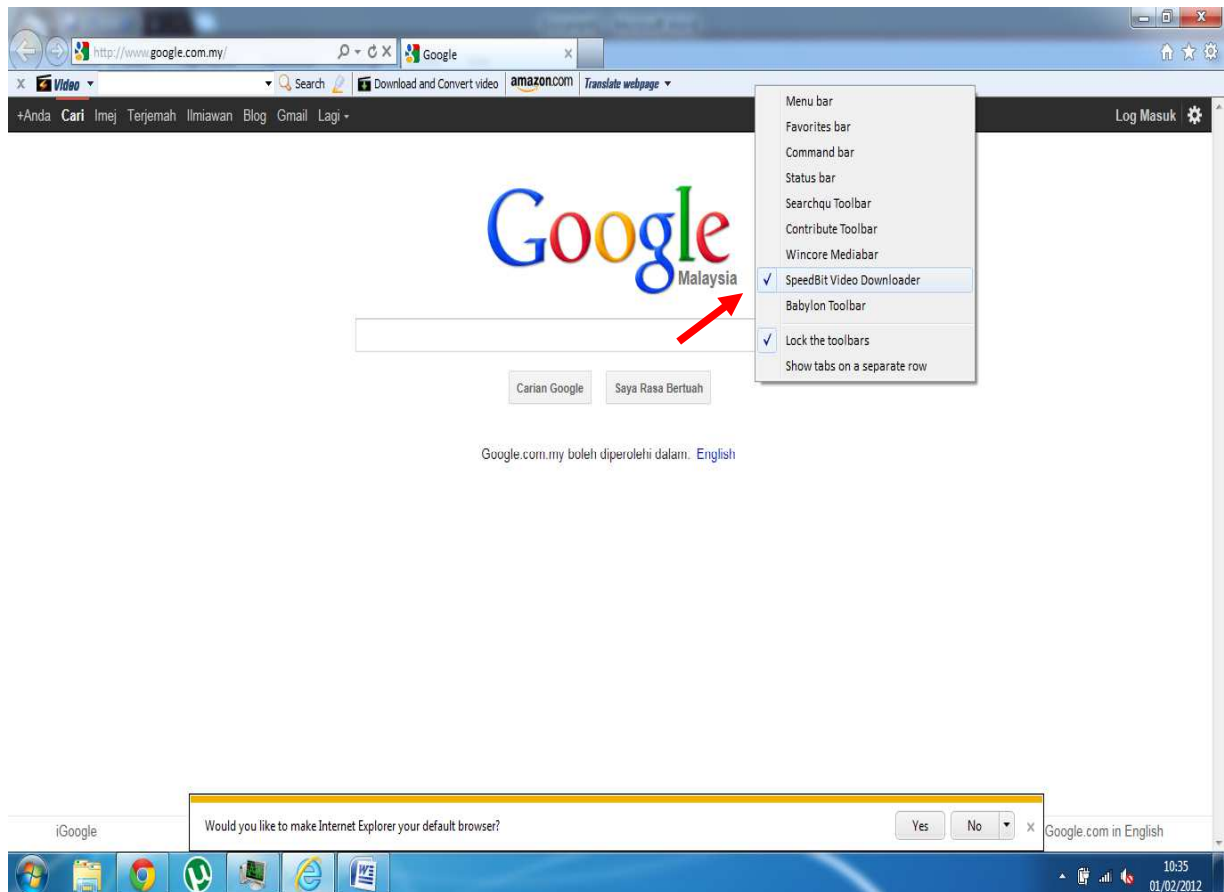 http://www.google.com.my/
Google
Video
Search
Download and Convert video
amazon.com
Translate webpage
+Anda Cari Imej Terjemah Ilmiawan Blog Gmail Lagi
Log Masuk
Menu bar
Favorites bar
Command bar
Status bar
Searchqu Toolbar
Contribute Toolbar
Wincore Mediabar
SpeedBit Video Downloader
Babylon Toolbar
Lock the toolbars
Show tabs on a separate row
Google
Malaysia
Carian Google
Saya Rasa Bertuah
Google.com.my boleh diperolehi dalam. English
iGoogle
Would you like to make Internet Explorer your default browser?
Yes
No
Google.com in English
10:35
01/02/2012